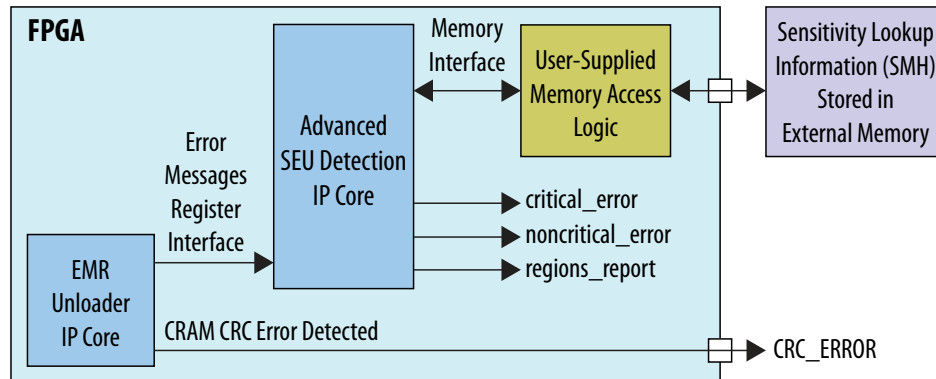 FPGA
Memory
Interface
User-Supplied
Memory Access
Logic
Sensitivity Lookup
Information (SMH)
Stored in
External Memory
Advanced
SEU Detection
IP Core
Error
Messages
Register
Interface
critical_error
noncritical_error
regions_report
EMR
Unloader
IP Core
CRAM CRC Error Detected
CRC_ERROR